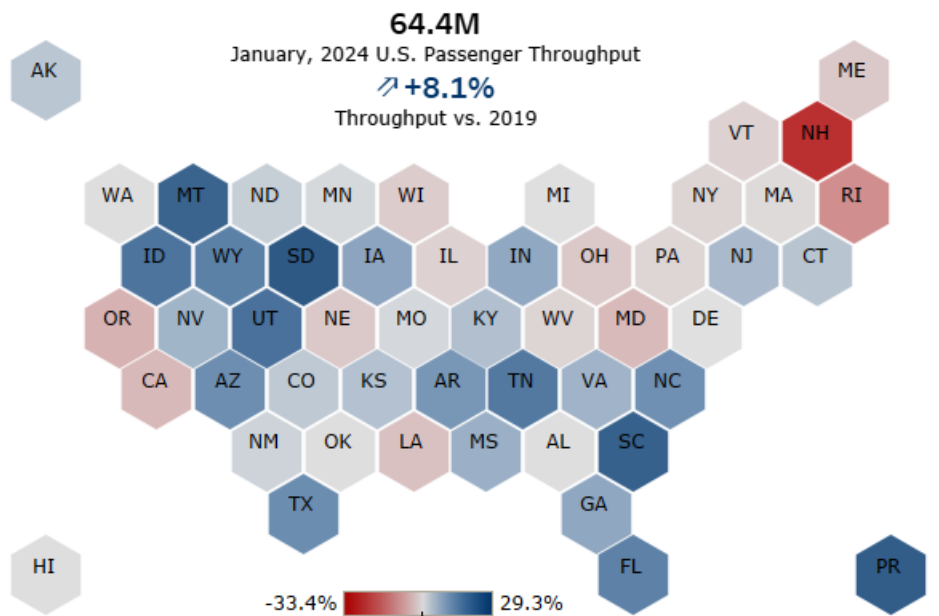 64.4M
January, 2024 U.S. Passenger Throughput
⇗ +8.1%
Throughput vs. 2019
AK
ME
VT NH
WA MT ND MN WI MI NY MA RI
ID WY SD IA IL IN OH PA NJ CT
OR NV UT NE MO KY WV MD DE
CA AZ CO KS AR TN VA NC
NM OK LA MS AL SC
TX GA
HI FL PR
-33.4% 29.3%